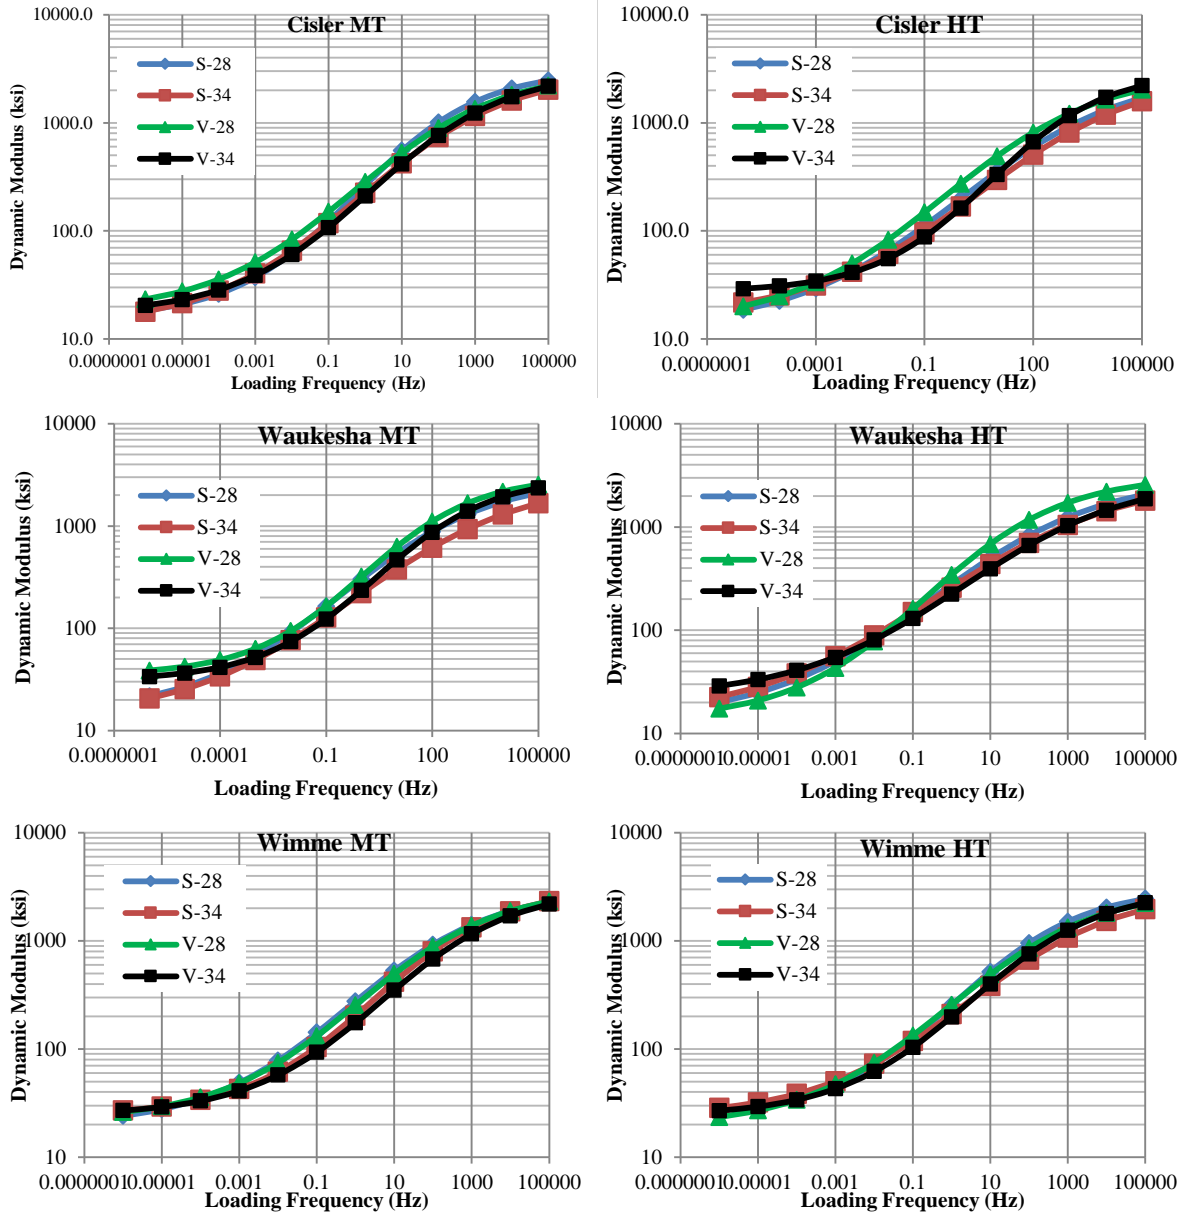 Cisler MT
10000.0
1000.0
100.0
10.0
Dynamic Modulus (ksi)
S-28
S-34
V-28
V-34
0.0000001 0.00001 0.001 0.1 10 1000 100000
Loading Frequency (Hz)
Cisler HT
10000.0
1000.0
100.0
10.0
Dynamic Modulus (ksi)
S-28
S-34
V-28
V-34
0.0000001 0.0001 0.1 100 100000
Loading Frequency (Hz)
Waukesha MT
10000
1000
100
10
Dynamic Modulus (ksi)
S-28
S-34
V-28
V-34
0.0000001 0.0001 0.1 100 100000
Loading Frequency (Hz)
Waukesha HT
10000
1000
100
10
Dynamic Modulus (ksi)
S-28
S-34
V-28
V-34
0.0000001 0.00001 0.001 0.1 10 1000 100000
Loading Frequency (Hz)
Wimme MT
10000
1000
100
10
Dynamic Modulus (ksi)
S-28
S-34
V-28
V-34
0.0000001 0.00001 0.001 0.1 10 1000 100000
Loading Frequency (Hz)
Wimme HT
10000
1000
100
10
Dynamic Modulus (ksi)
S-28
S-34
V-28
V-34
0.0000001 0.00001 0.001 0.1 10 1000 100000
Loading Frequency (Hz)